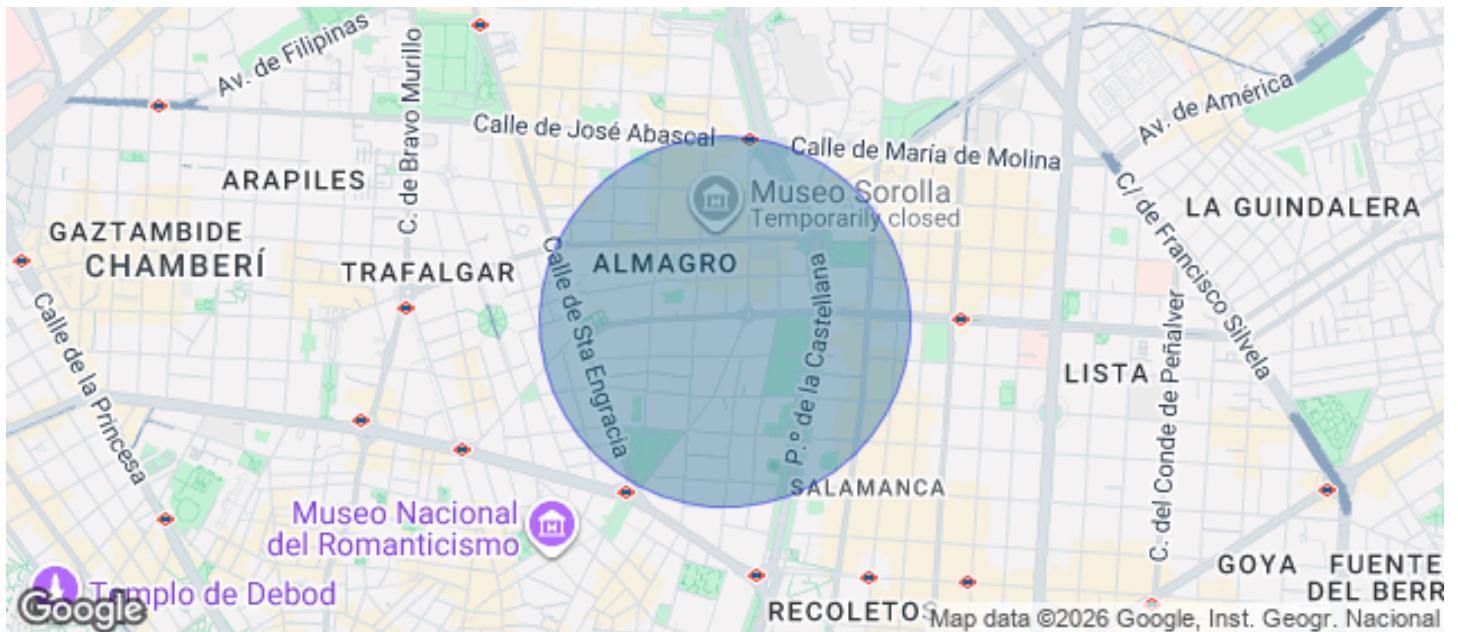 Av. de Filipinas
C. de Bravo Murillo
Calle de José Abascal
Calle de María de Molina
Av. de América
ARAPILES
Museo Sorolla
Temporarily closed
C/ de Francisco Silvela
LA GUINDALERA
GAZTAMBIDE
CHAMBERÍ
TRAFALGAR
ALMAGRO
Calle de Sta Engracia
P.º de la Castellana
Calle de la Princesa
LISTA
C. del Conde de Peñalver
SALAMANCA
Museo Nacional
del Romanticismo
Templo de Debod
GOYA
FUENTE
DEL BERR
RECOLETOS
Google
Map data ©2026 Google, Inst. Geogr. Nacional